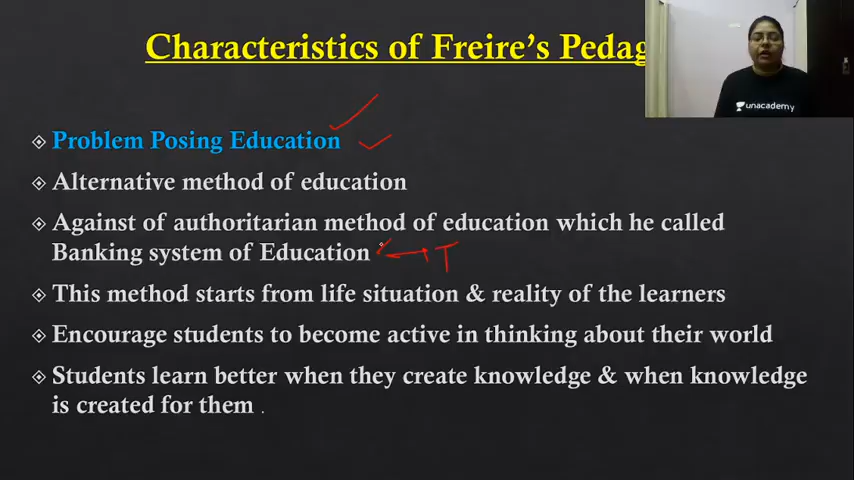 Characteristics of Freire's Pedag
unacademy
Problem Posing Education
Alternative method of education
Against of authoritarian method of education which he called
Banking system of Education
T
This method starts from life situation & reality of the learners
Encourage students to become active in thinking about their world
Students learn better when they create knowledge & when knowledge
is created for them .